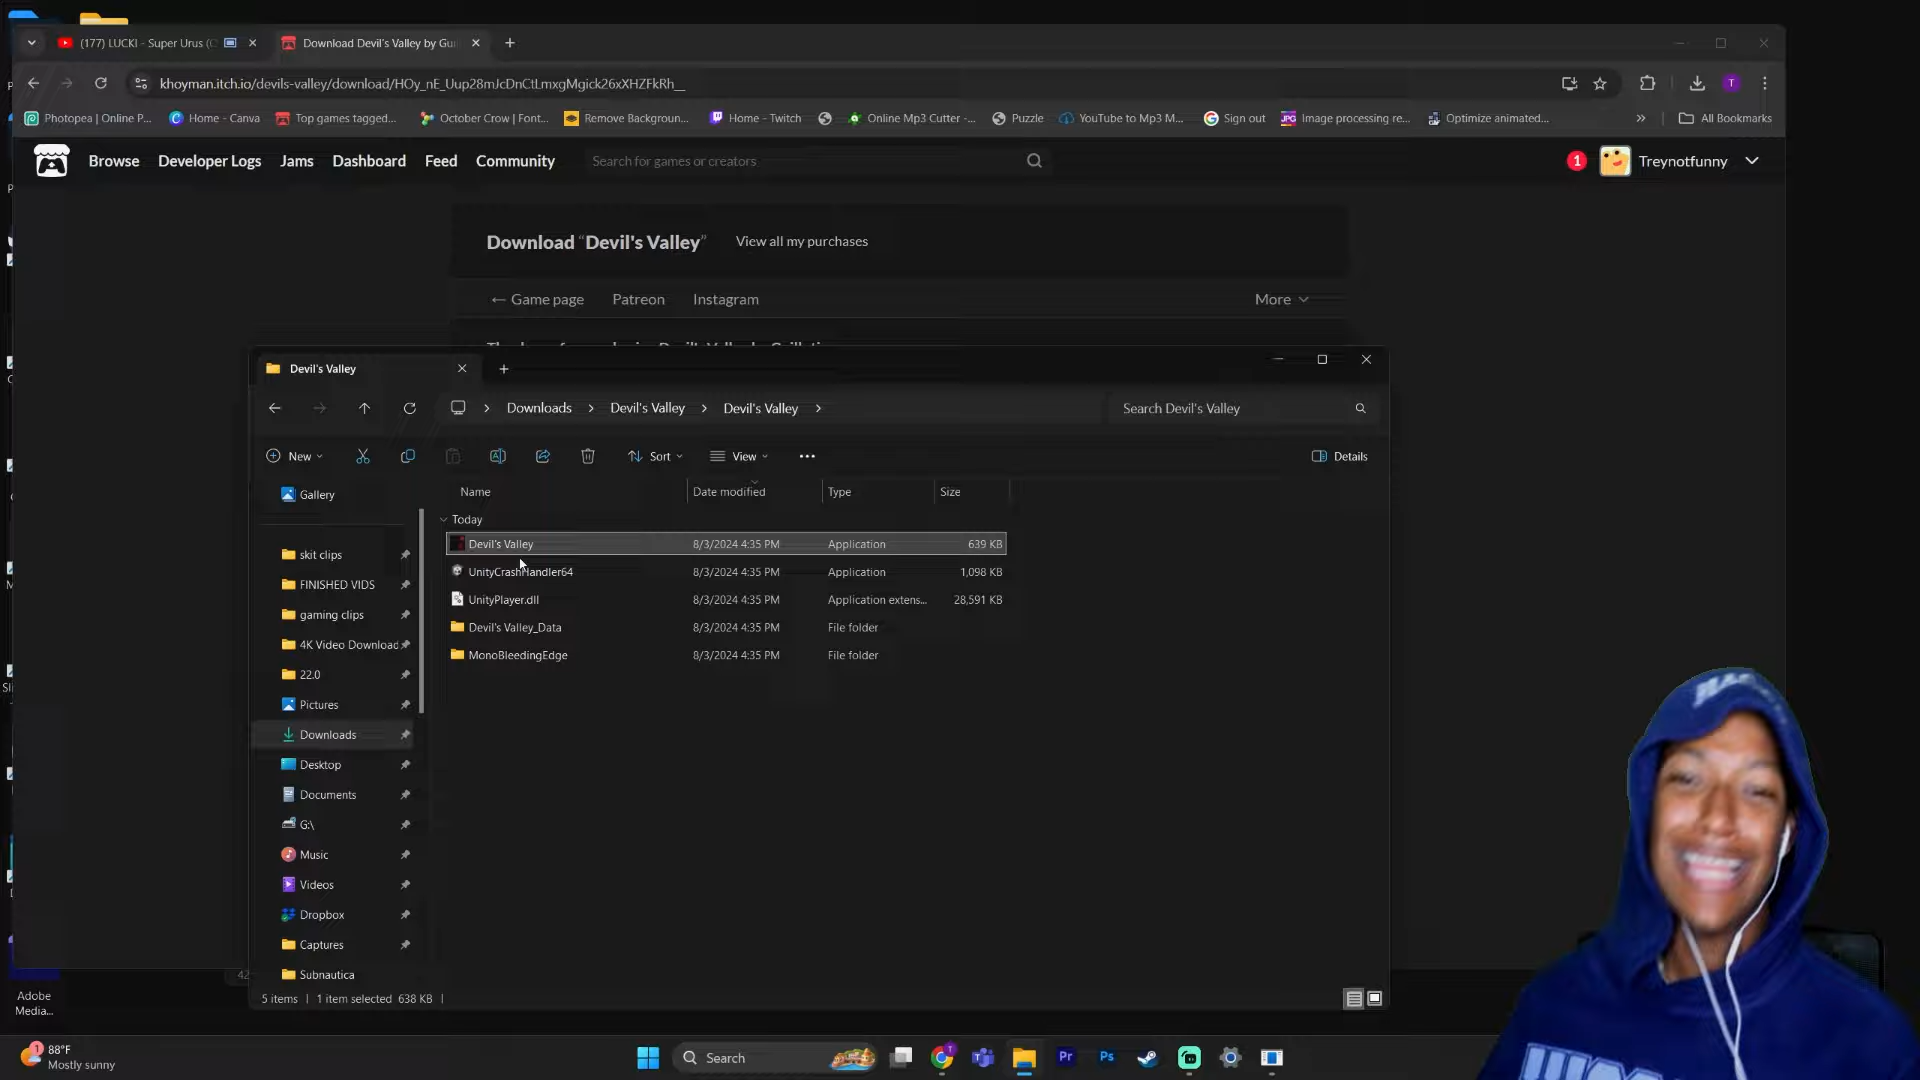 (177) LUCKI - Super Urus (
Download Devil's Valley by Gu
khoyman.itch.io/devils-valley/download/HOy_nE_Uup28mJcDnCtLmxgMgick26xXHZFkRh__
T
Photopea | Online P...
Home - Canva
Top games tagged...
October Crow | Font...
Remove Backgroun...
Home - Twitch
Online Mp3 Cutter -...
Puzzle
YouTube to Mp3 M...
Sign out
Image processing re...
Optimize animated...
All Bookmarks
Browse
Developer Logs
Jams
Dashboard
Feed
Community
Search for games or creators
1
Treynotfunny
Download “Devil's Valley”
View all my purchases
← Game page
Patreon
Instagram
More
Devil's Valley
Downloads
Devil's Valley
Devil's Valley
Search Devil's Valley
New
Sort
View
Details
Name
Date modified
Type
Size
Today
Devil's Valley 8/3/2024 4:35 PM Application 639 KB
UnityCrashHandler64 8/3/2024 4:35 PM Application 1,098 KB
UnityPlayer.dll 8/3/2024 4:35 PM Application extens... 28,591 KB
Devil's Valley_Data 8/3/2024 4:35 PM File folder
MonoBleedingEdge 8/3/2024 4:35 PM File folder
Gallery
skit clips
FINISHED VIDS
gaming clips
4K Video Download
22.0
Pictures
Downloads
Desktop
Documents
G:\
Music
Videos
Dropbox
Captures
Subnautica
5 items
1 item selected 638 KB
42
Adobe
Media...
1
88°F
Mostly sunny
Search
Pr
Ps